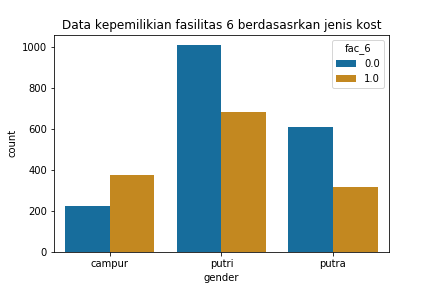 Data kepemilikian fasilitas 6 berdasasrkan jenis kost
fac_6
0.0
1.0
1000
800
600
400
200
0
count
campur
putri
putra
gender